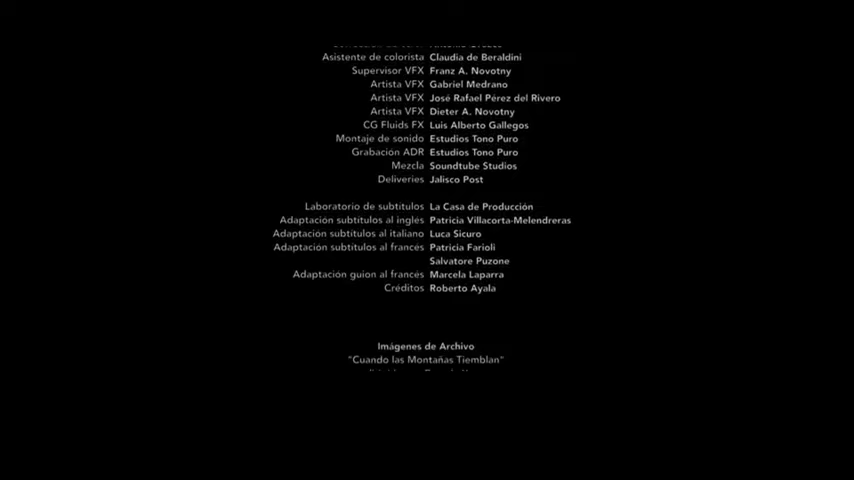 Asistente de colorista Claudia de Beraldini
Supervisor VFX Franz A. Novotny
Artista VFX Gabriel Medrano
Artista VFX José Rafael Pérez del Rivero
Artista VFX Dieter A. Novotny
CG Fluids FX Luis Alberto Gallegos
Montaje de sonido Estudios Tono Puro
Grabación ADR Estudios Tono Puro
Mezcla Soundtube Studios
Deliveries Jalisco Post
Laboratorio de subtítulos La Casa de Producción
Adaptación subtítulos al inglés Patricia Villacorta-Melendreras
Adaptación subtítulos al italiano Luca Sicuro
Adaptación subtítulos al francés Patricia Farioli
Salvatore Puzone
Adaptación guion al francés Marcela Laparra
Créditos Roberto Ayala
Imágenes de Archivo
"Cuando las Montañas Tiemblan"